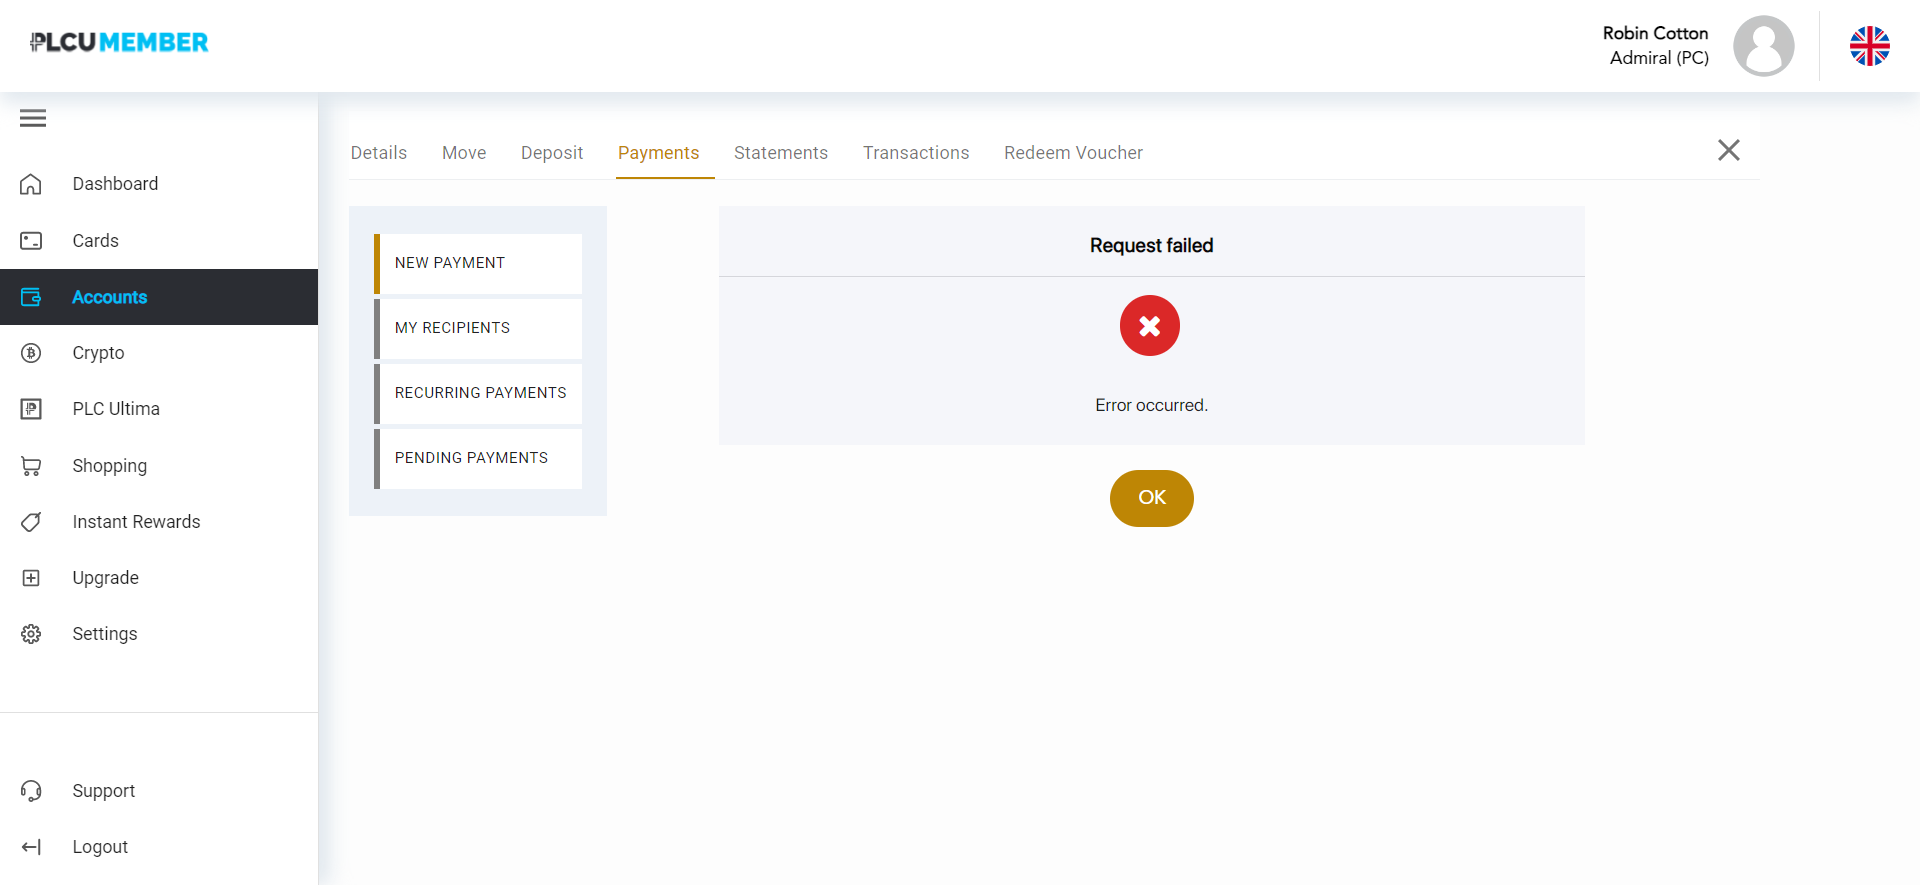 PLCU MEMBER
Robin Cotton
Admiral (PC)
Dashboard
Cards
Accounts
Crypto
PLC Ultima
Shopping
Instant Rewards
Upgrade
Settings
Support
Logout
Details Move Deposit Payments Statements Transactions Redeem Voucher
NEW PAYMENT
MY RECIPIENTS
RECURRING PAYMENTS
PENDING PAYMENTS
Request failed
Error occurred.
OK